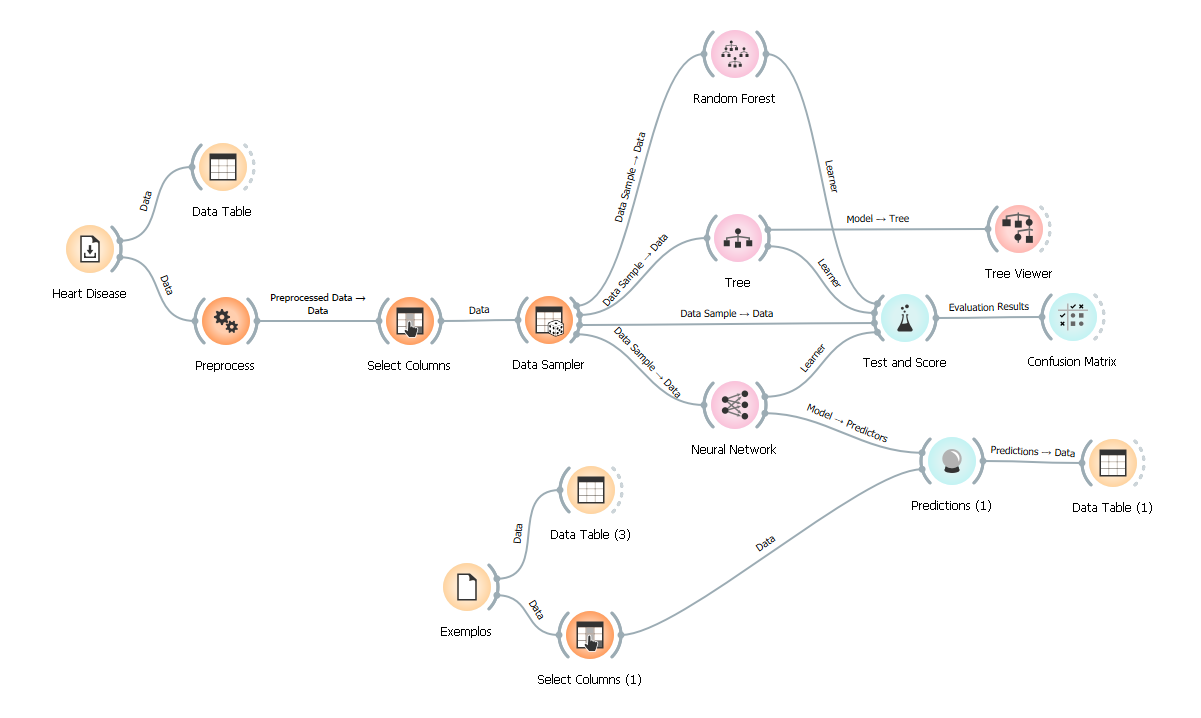 Random Forest
Data Sample → Data
Learner
Data
Data Table
Heart Disease
Data
Preprocess
Preprocessed Data →
Data
Select Columns
Data
Data Sampler
Data Sample → Data
Tree
Model → Tree
Learner
Tree Viewer
Data Sample → Data
Test and Score
Evaluation Results
Confusion Matrix
Data Sample → Data
Learner
Neural Network
Model → Predictors
Predictions (1)
Predictions → Data
Data Table (1)
Data
Data Table (3)
Exemplos
Data
Select Columns (1)
Data